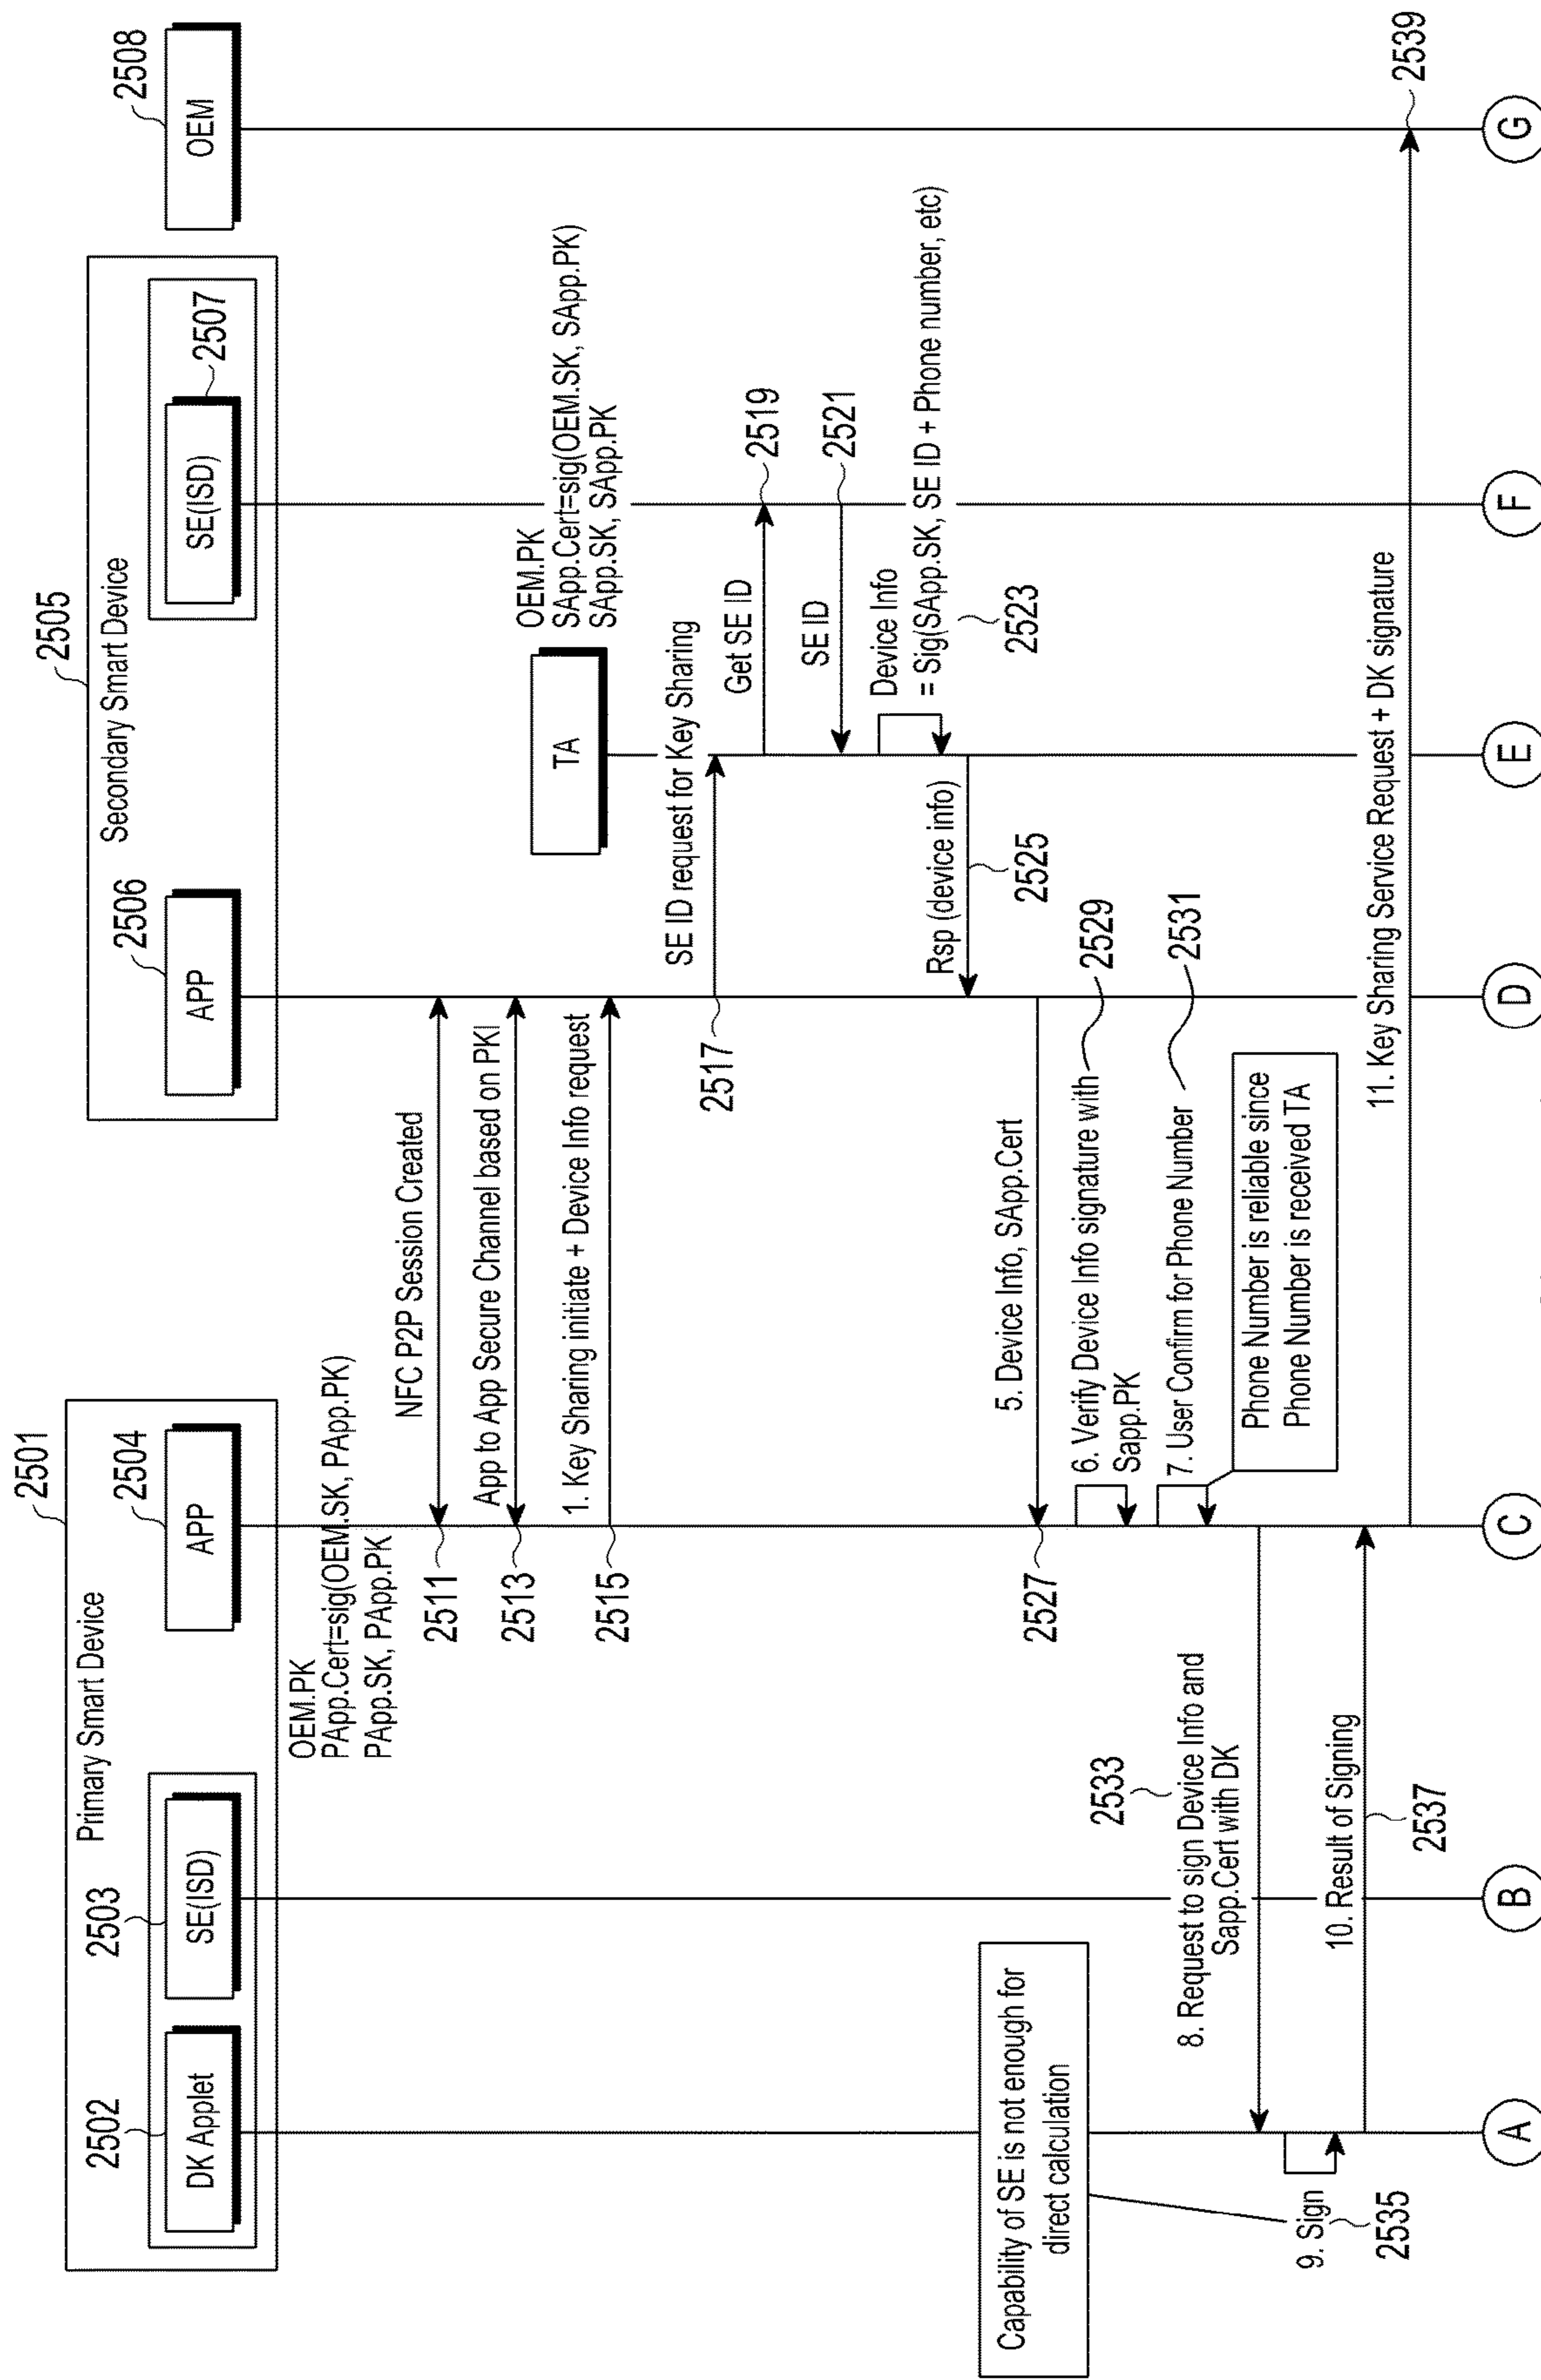 2501
Primary Smart Device
2502
DK Applet
2503
SE(ISD)
2504
APP
2505
Secondary Smart Device
2506
APP
SE(ISD)
2507
2508
OEM
OEM.PK
PApp.Cert=sig(OEM.SK, PApp.PK)
PApp.SK, PApp.PK
TA
OEM.PK
SApp.Cert=sig(OEM.SK, SApp.PK)
SApp.SK, SApp.PK
NFC P2P Session Created
2511
App to App Secure Channel based on PKI
2513
1. Key Sharing initiate + Device Info request
2515
SE ID request for Key Sharing
2517
Get SE ID
2519
SE ID
2521
Device Info
= Sig(SApp.SK, SE ID + Phone number, etc)
2523
Rsp (device info)
2525
5. Device Info, SApp.Cert
2527
6. Verify Device Info signature with
Sapp.PK
2529
7. User Confirm for Phone Number
2531
Phone Number is reliable since
Phone Number is received TA
Capability of SE is not enough for
direct calculation
8. Request to sign Device Info and
Sapp.Cert with DK
2533
9. Sign
2535
10. Result of Signing
2537
11. Key Sharing Service Request + DK signature
2539
A
B
C
D
E
F
G